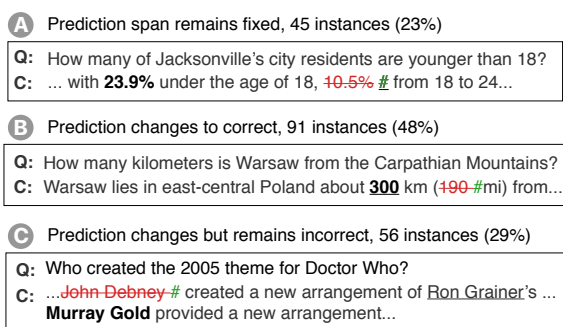 A Prediction span remains fixed, 45 instances (23%)
Q: How many of Jacksonville's city residents are younger than 18?
C: ... with 23.9% under the age of 18, 10.5% # from 18 to 24...
B Prediction changes to correct, 91 instances (48%)
Q: How many kilometers is Warsaw from the Carpathian Mountains?
C: Warsaw lies in east-central Poland about 300 km (190 #mi) from...
C Prediction changes but remains incorrect, 56 instances (29%)
Q: Who created the 2005 theme for Doctor Who?
C: ...John Debney # created a new arrangement of Ron Grainer's ...
Murray Gold provided a new arrangement...